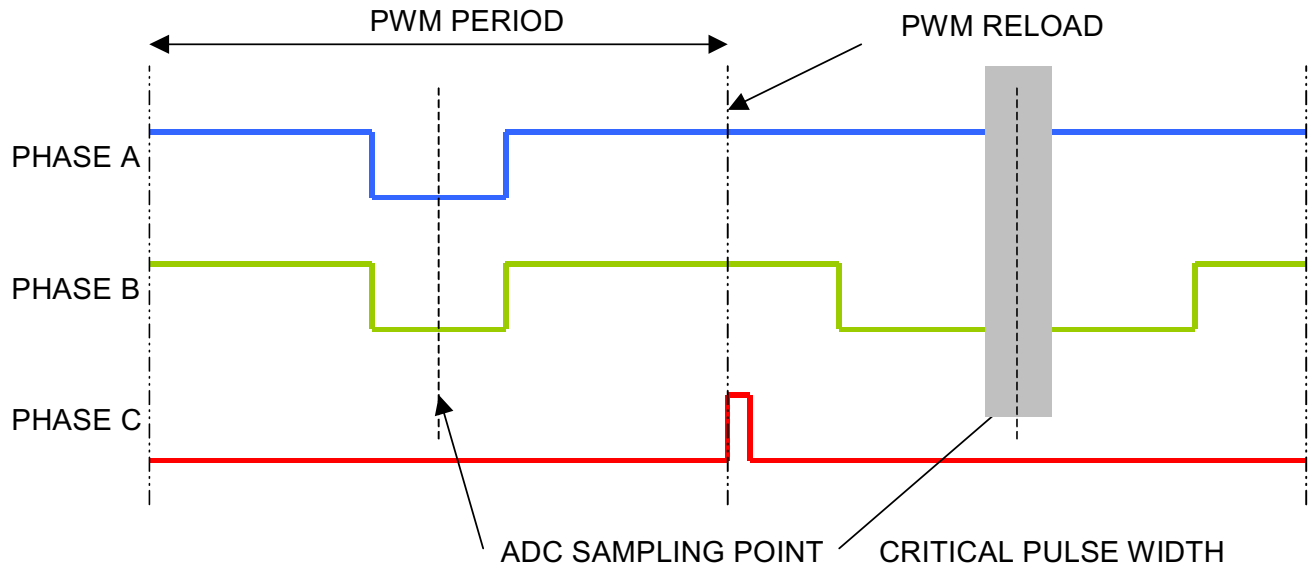 PWM PERIOD
PWM RELOAD
PHASE A
PHASE B
PHASE C
ADC SAMPLING POINT
CRITICAL PULSE WIDTH